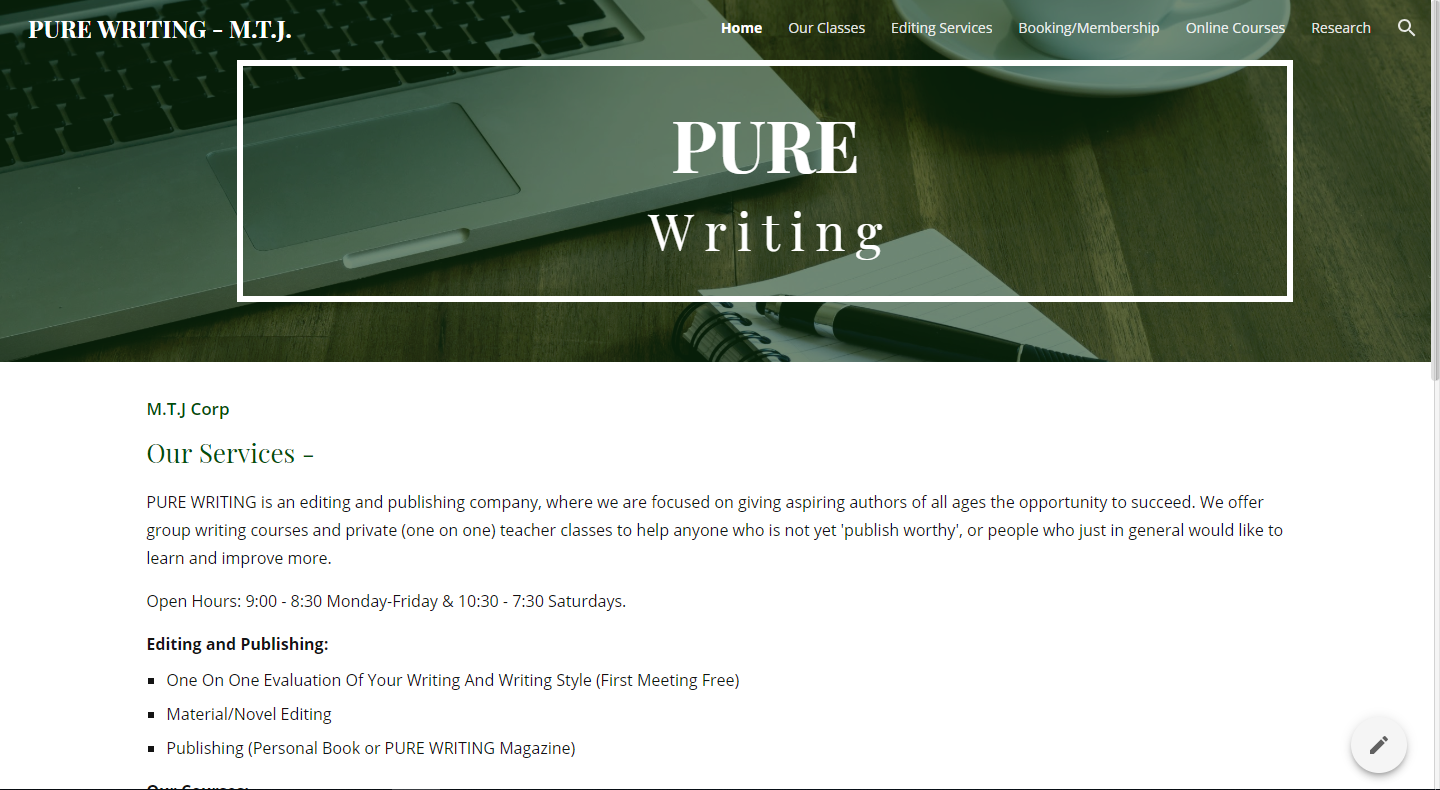 PURE WRITING - M.T.J.
Home Our Classes Editing Services Booking/Membership Online Courses Research
PURE
Writing
M.T.J Corp
Our Services -
PURE WRITING is an editing and publishing company, where we are focused on giving aspiring authors of all ages the opportunity to succeed. We offer
group writing courses and private (one on one) teacher classes to help anyone who is not yet 'publish worthy', or people who just in general would like to
learn and improve more.
Open Hours: 9:00 - 8:30 Monday-Friday & 10:30 - 7:30 Saturdays.
Editing and Publishing:
One On One Evaluation Of Your Writing And Writing Style (First Meeting Free)
Material/Novel Editing
Publishing (Personal Book or PURE WRITING Magazine)
Our Courses: